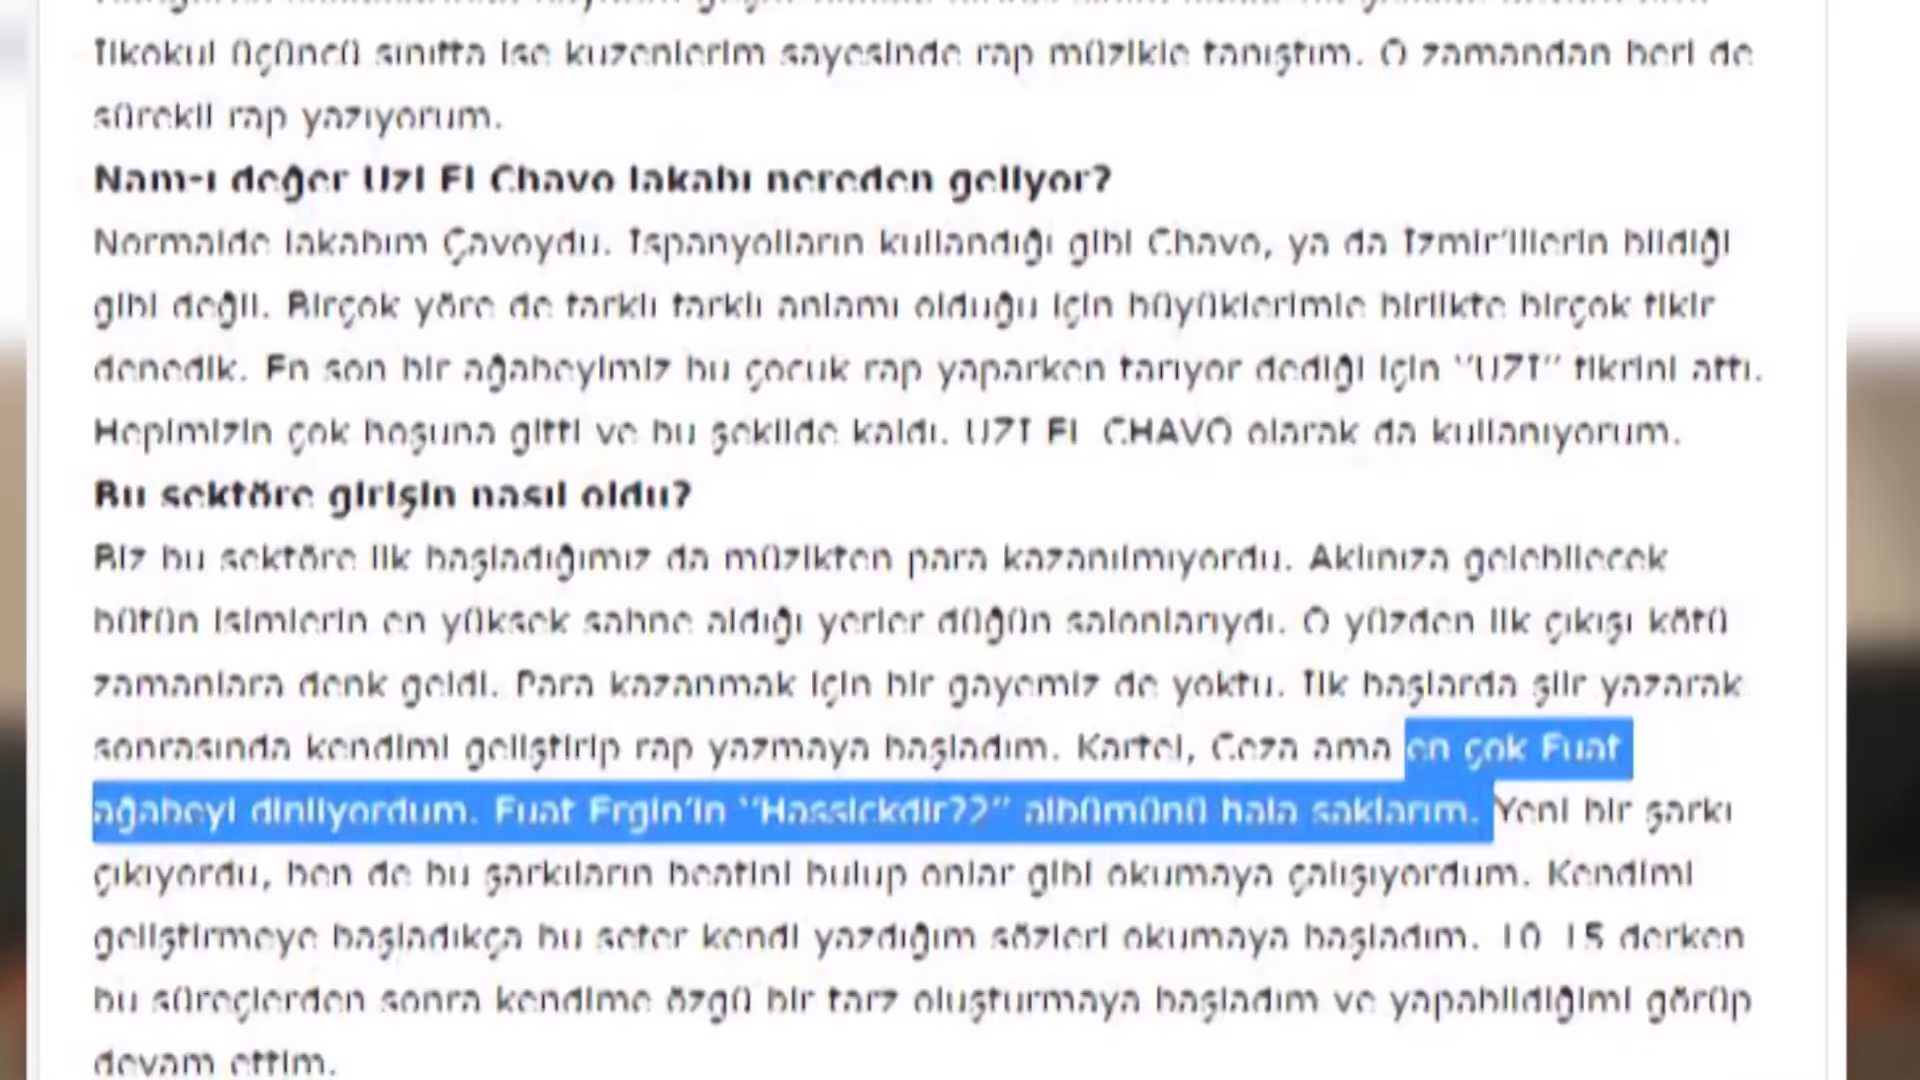 İlkokul üçüncü sınıfta ise kuzenlerim sayesinde rap müzikle tanıştım. O zamandan beri de
sürekli rap yazıyorum.
Nam-ı değer Uzi El Chavo lakabı nereden geliyor?
Normalde lakabım Çavoydu. İspanyolların kullandığı gibi Chavo, ya da İzmir'lilerin bildiği
gibi değil. Birçok yöre de farklı farklı anlamı olduğu için büyüklerimle birlikte birçok fikir
denedik. En son bir ağabeyimiz bu çocuk rap yaparken tarıyor dediği için ‘’UZİ’’ fikrini attı.
Hepimizin çok hoşuna gitti ve bu şekilde kaldı. UZİ EL CHAVO olarak da kullanıyorum.
Bu sektöre girişin nasıl oldu?
Biz bu sektöre ilk başladığımız da müzikten para kazanılmıyordu. Aklınıza gelebilecek
bütün isimlerin en yüksek sahne aldığı yerler düğün salonlarıydı. O yüzden ilk çıkışı kötü
zamanlara denk geldi. Para kazanmak için bir gayemiz de yoktu. İlk başlarda şiir yazarak
sonrasında kendimi geliştirip rap yazmaya başladım. Kartel, Ceza ama en çok Fuat
ağabeyi dinliyordum. Fuat Ergin’in ‘’Hassickdir??’’ albümünü hala saklarım. Yeni bir şarkı
çıkıyordu, ben de bu şarkıların beatini bulup onlar gibi okumaya çalışıyordum. Kendimi
geliştirmeye başladıkça bu sefer kendi yazdığım sözleri okumaya başladım. 10 15 derken
bu süreçlerden sonra kendime özgü bir tarz oluşturmaya başladım ve yapabildiğimi görüp
devam ettim.